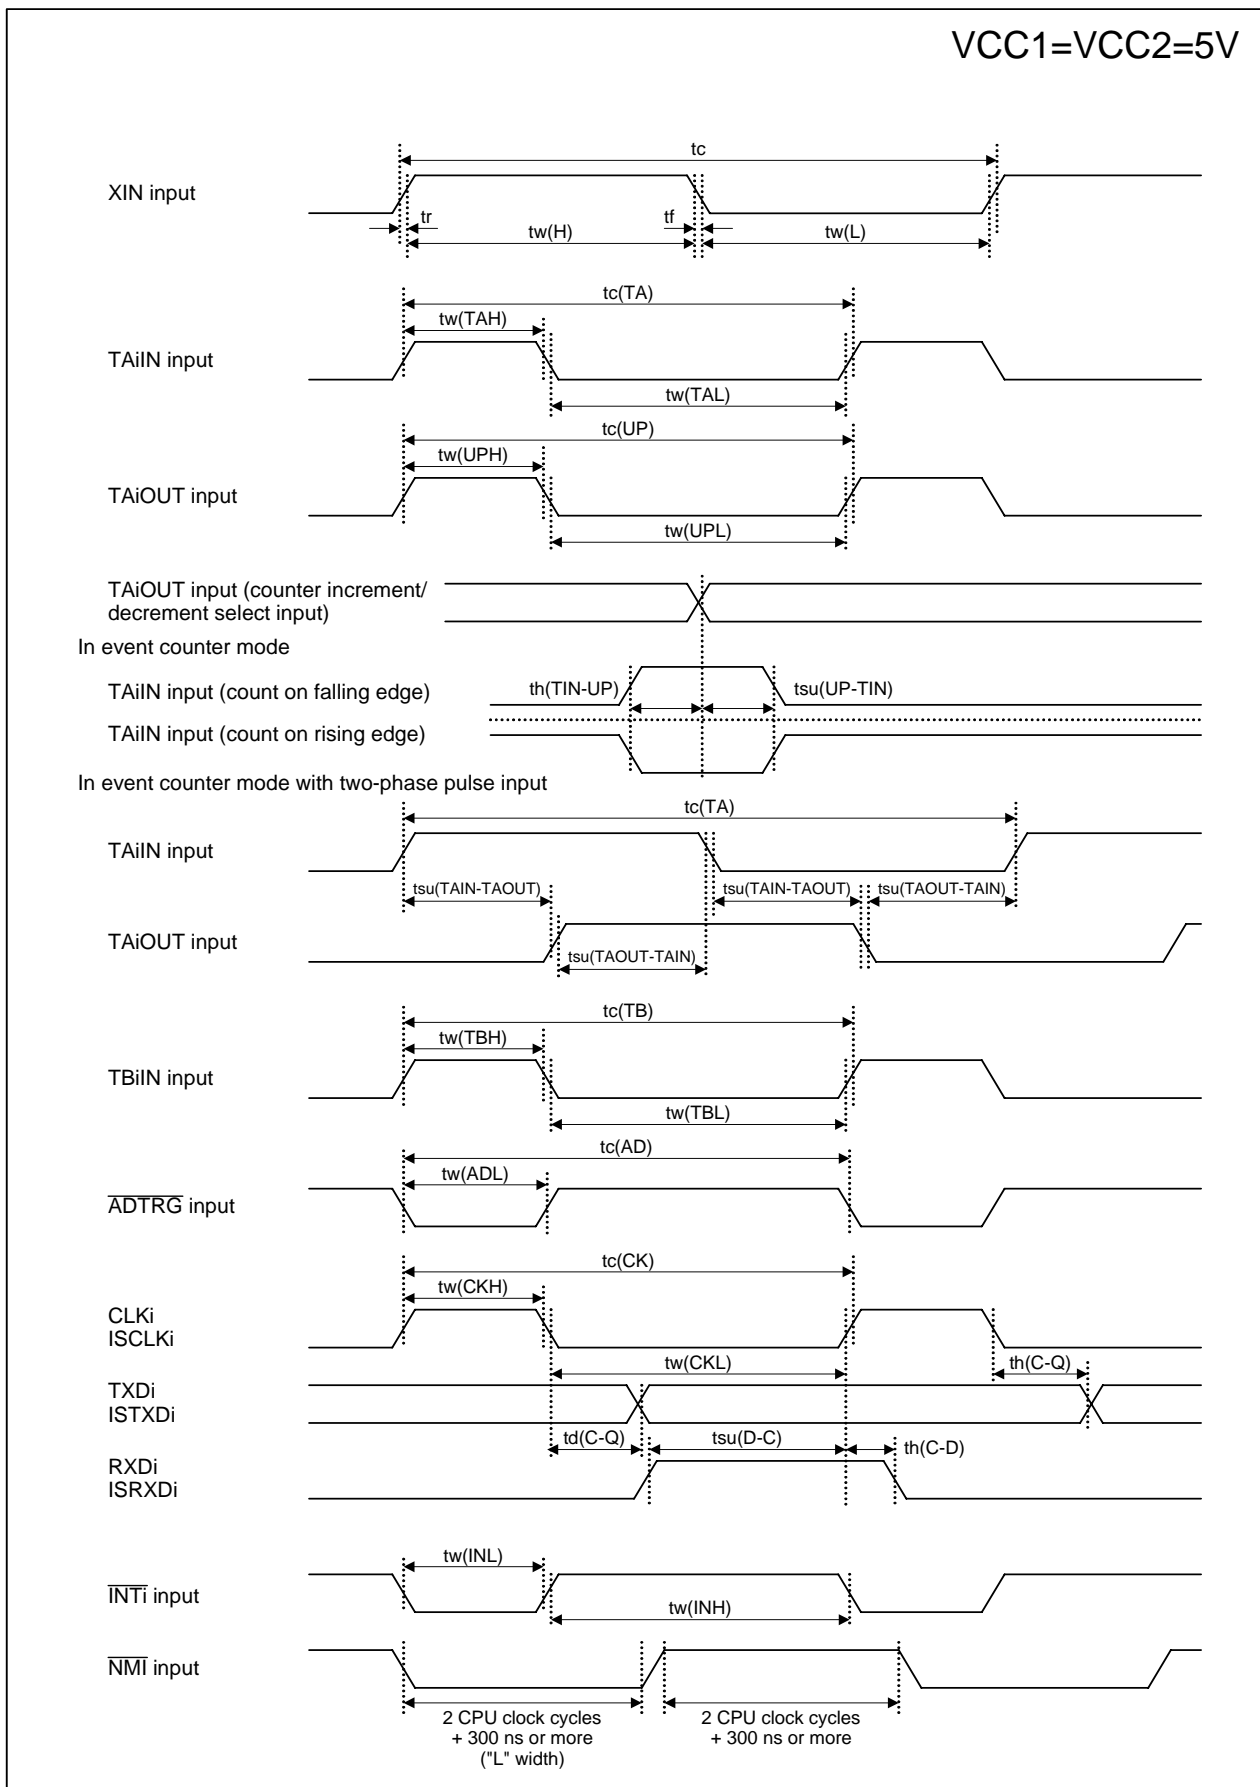 VCC1=VCC2=5V
tc
XIN input
tr
tf
tw(H)
tw(L)
tc(TA)
tw(TAH)
TAiIN input
tw(TAL)
tc(UP)
tw(UPH)
TAiOUT input
tw(UPL)
TAiOUT input (counter increment/
decrement select input)
In event counter mode
TAiIN input (count on falling edge)
th(TIN-UP)
tsu(UP-TIN)
TAiIN input (count on rising edge)
In event counter mode with two-phase pulse input
tc(TA)
TAiIN input
tsu(TAIN-TAOUT)
tsu(TAIN-TAOUT)
tsu(TAOUT-TAIN)
TAiOUT input
tsu(TAOUT-TAIN)
tc(TB)
tw(TBH)
TBiIN input
tw(TBL)
tc(AD)
tw(ADL)
ADTRG input
tc(CK)
tw(CKH)
CLKi
ISCLKi
tw(CKL)
th(C-Q)
TXDi
ISTXDi
td(C-Q)
tsu(D-C)
th(C-D)
RXDi
ISRXDi
tw(INL)
INTi input
tw(INH)
NMI input
2 CPU clock cycles
+ 300 ns or more
("L" width)
2 CPU clock cycles
+ 300 ns or more